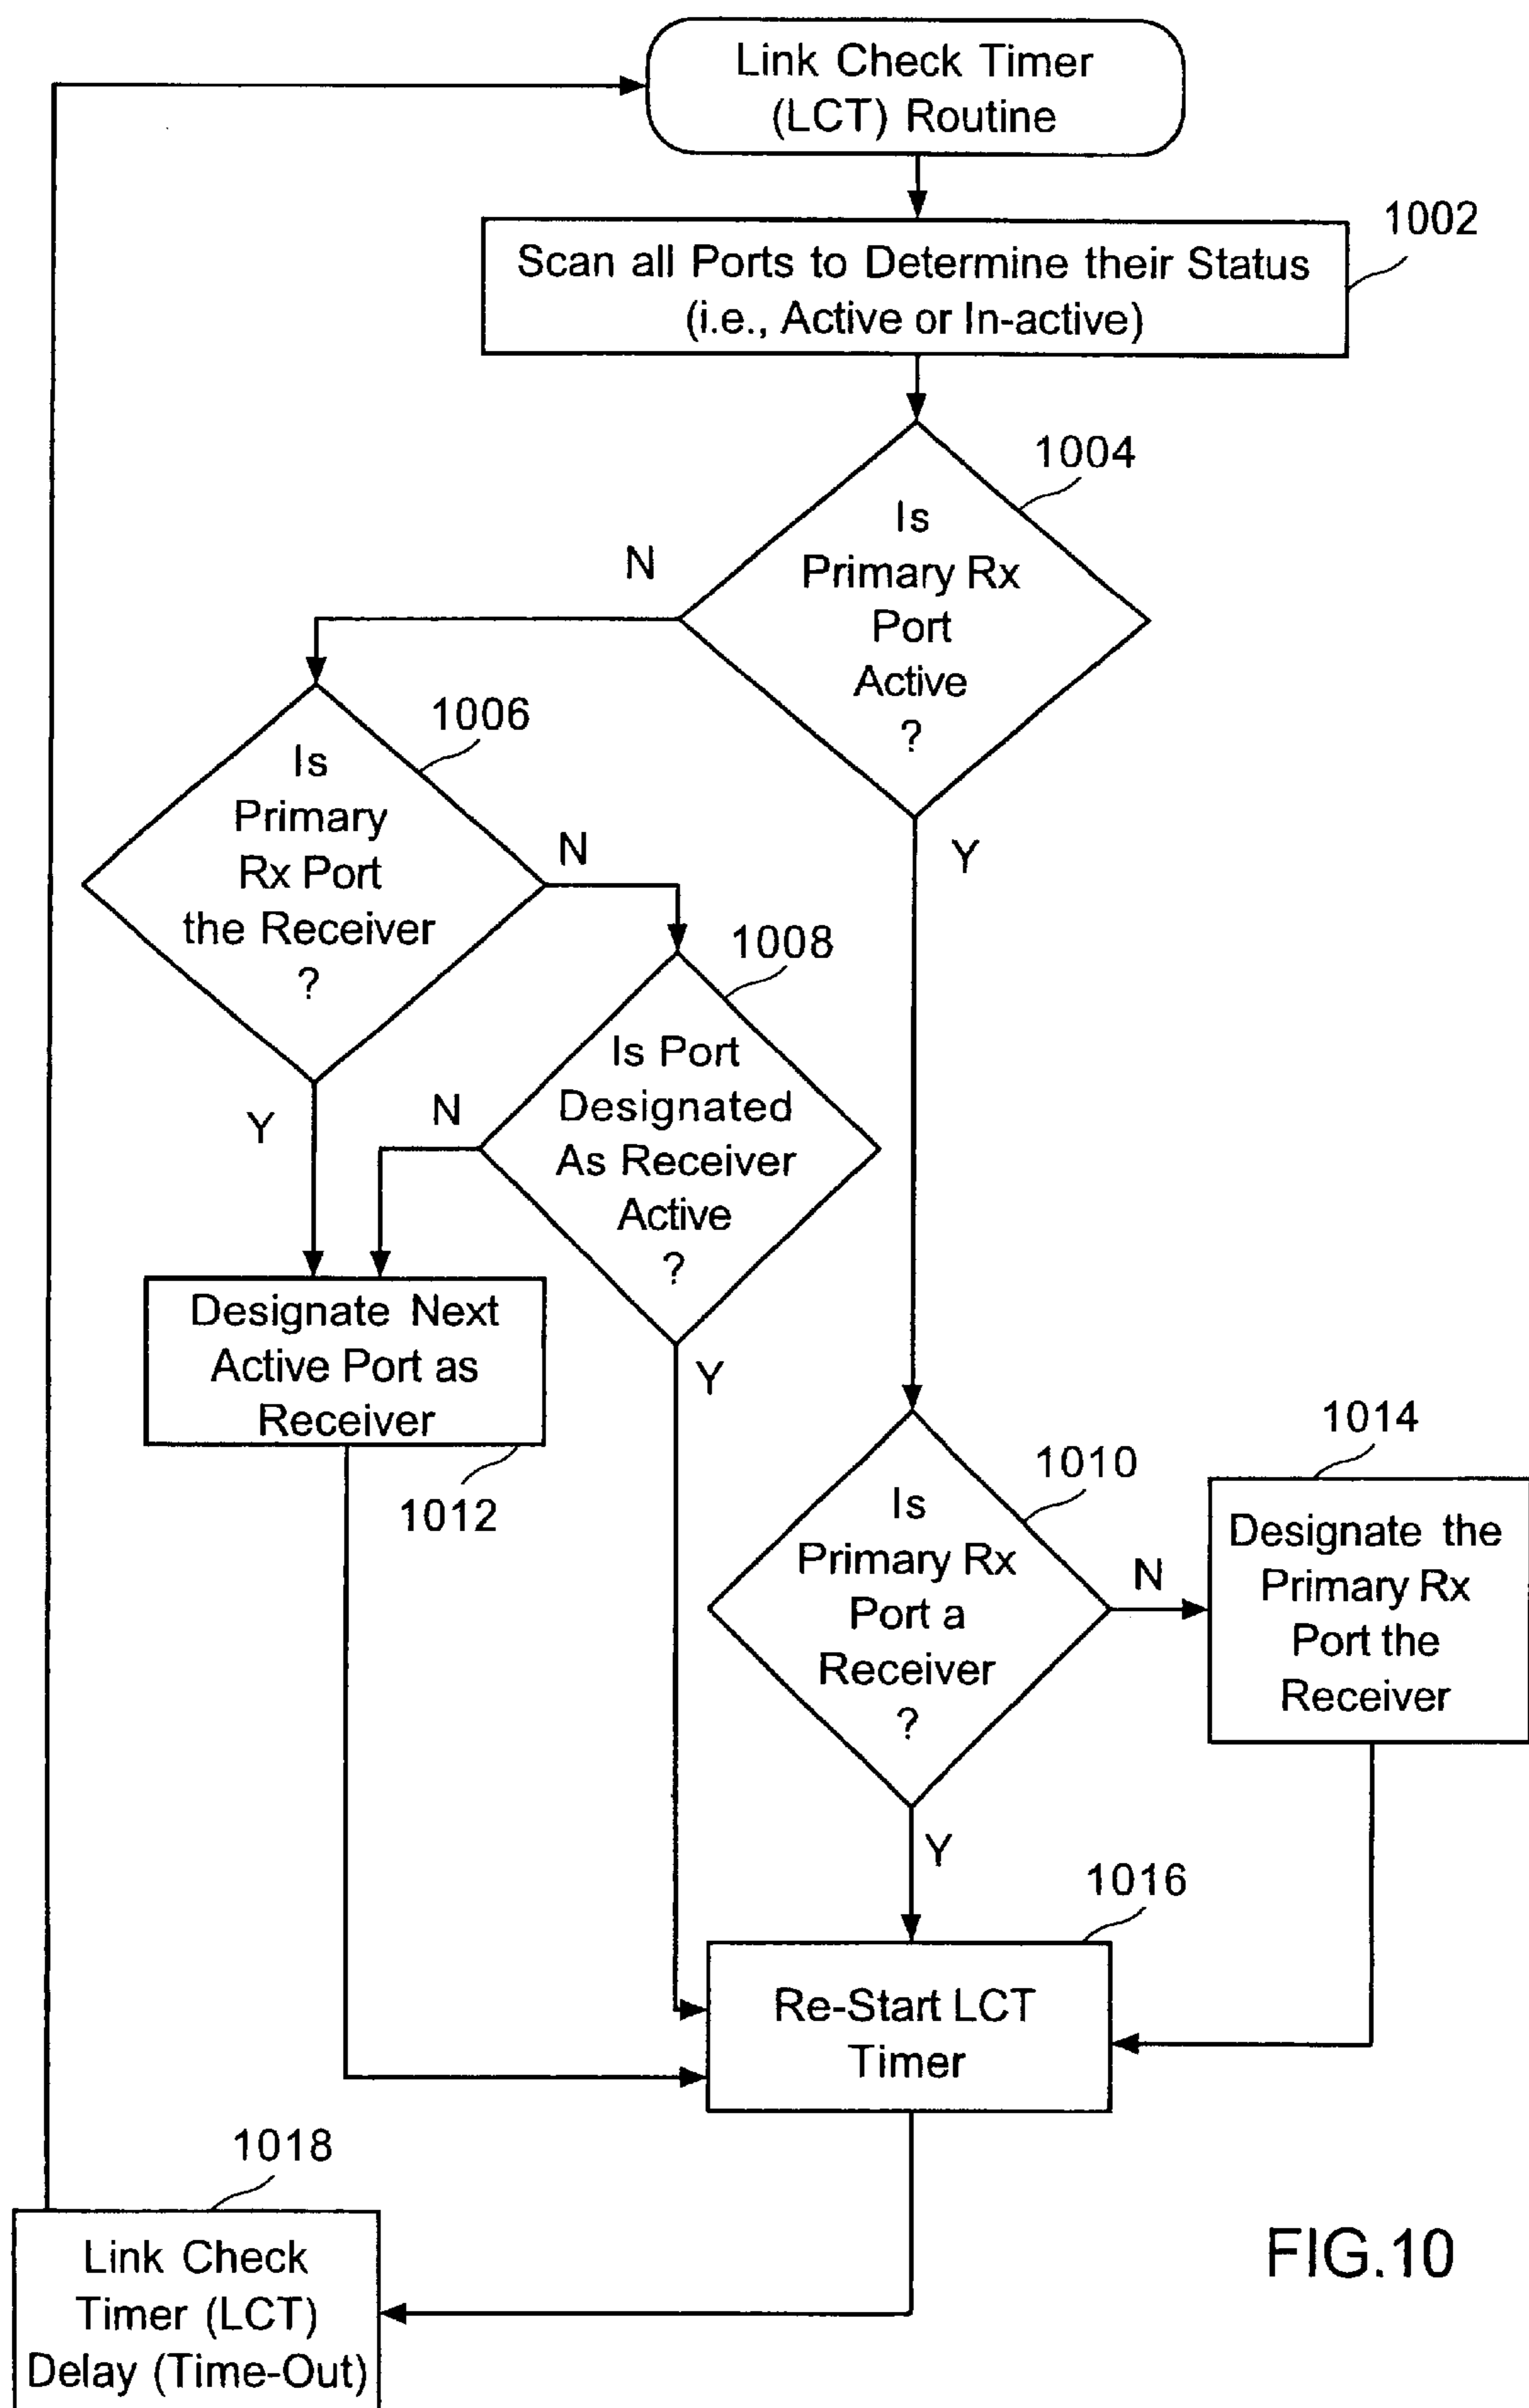 Link Check Timer
(LCT) Routine
1002
Scan all Ports to Determine their Status
(i.e., Active or In-active)
1004
Is
Primary Rx
Port
Active
?
N
Y
1006
Is
Primary
Rx Port
the Receiver
?
N
Y
1008
Is Port
Designated
As Receiver
Active
?
N
Y
Designate Next
Active Port as
Receiver
1012
1010
Is
Primary Rx
Port a
Receiver
?
N
Y
1014
Designate the
Primary Rx
Port the
Receiver
1016
Re-Start LCT
Timer
1018
Link Check
Timer (LCT)
Delay (Time-Out)
FIG.10